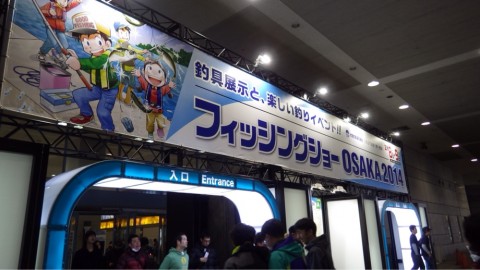 釣具展示と、楽しい釣りイベント!!
フィッシングショー OSAKA2014
入口 Entrance